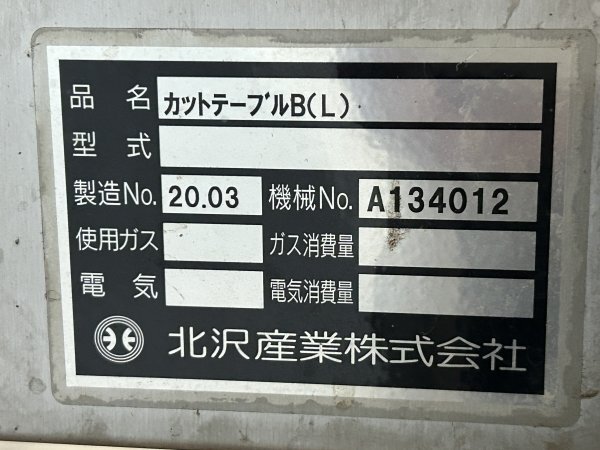 品名 カットテーブルB(L)
型式
製造No. 20.03 機械No. A134012
使用ガス ガス消費量
電気 電気消費量
北沢産業株式会社